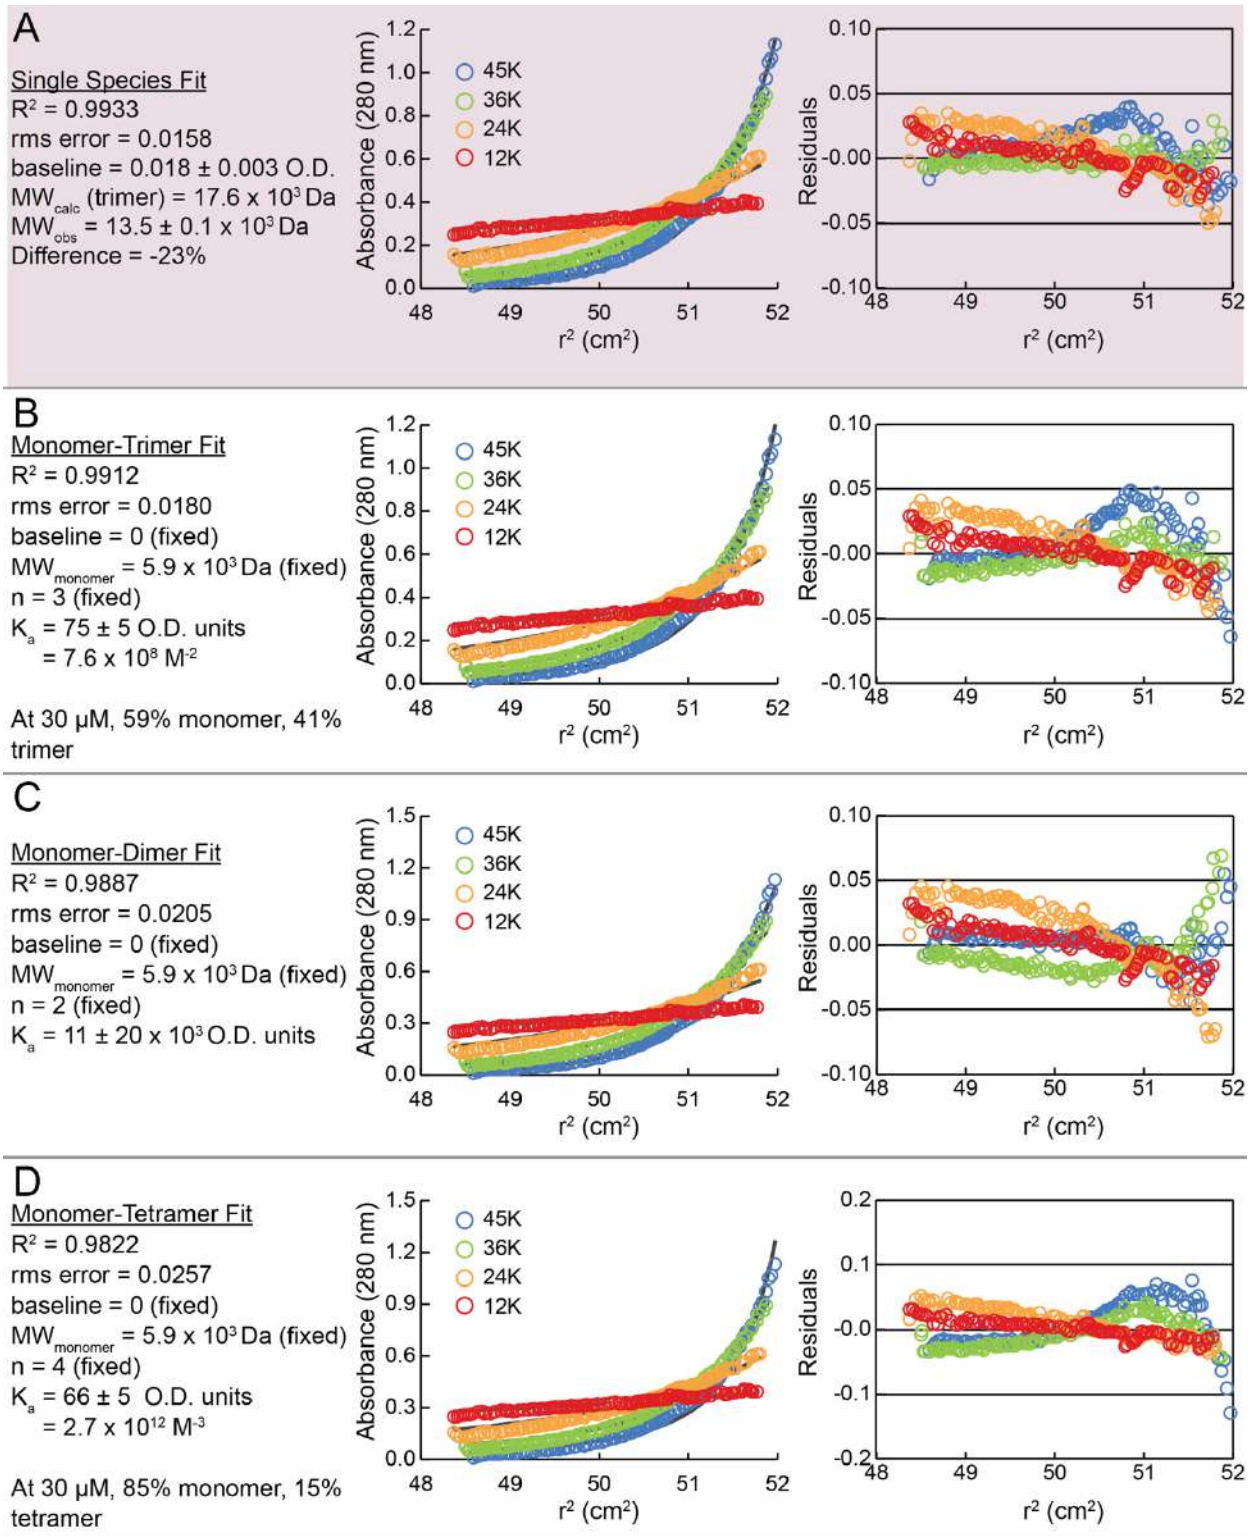 A
Single Species Fit
R² = 0.9933
rms error = 0.0158
baseline = 0.018 ± 0.003 O.D.
MWcalc (trimer) = 17.6 x 10³ Da
MWobs = 13.5 ± 0.1 x 10³ Da
Difference = -23%
Absorbance (280 nm)
1.2
1.0
0.8
0.6
0.4
0.2
0.0
45K
36K
24K
12K
48 49 50 51 52
r² (cm²)
Residuals
0.10
0.05
-0.00
-0.05
-0.10
48 49 50 51 52
r² (cm²)
B
Monomer-Trimer Fit
R² = 0.9912
rms error = 0.0180
baseline = 0 (fixed)
MWmonomer = 5.9 x 10³ Da (fixed)
n = 3 (fixed)
Ka = 75 ± 5 O.D. units
= 7.6 x 10⁸ M⁻²
At 30 µM, 59% monomer, 41%
trimer
Absorbance (280 nm)
1.2
1.0
0.8
0.6
0.4
0.2
0.0
45K
36K
24K
12K
48 49 50 51 52
r² (cm²)
Residuals
0.10
0.05
-0.00
-0.05
-0.10
48 49 50 51 52
r² (cm²)
C
Monomer-Dimer Fit
R² = 0.9887
rms error = 0.0205
baseline = 0 (fixed)
MWmonomer = 5.9 x 10³ Da (fixed)
n = 2 (fixed)
Ka = 11 ± 20 x 10³ O.D. units
Absorbance (280 nm)
1.5
1.2
0.9
0.6
0.3
0.0
45K
36K
24K
12K
48 49 50 51 52
r² (cm²)
Residuals
0.10
0.05
0.00
-0.05
-0.10
48 49 50 51 52
r² (cm²)
D
Monomer-Tetramer Fit
R² = 0.9822
rms error = 0.0257
baseline = 0 (fixed)
MWmonomer = 5.9 x 10³ Da (fixed)
n = 4 (fixed)
Ka = 66 ± 5 O.D. units
= 2.7 x 10¹² M⁻³
At 30 µM, 85% monomer, 15%
tetramer
Absorbance (280 nm)
1.5
1.2
0.9
0.6
0.3
0.0
45K
36K
24K
12K
48 49 50 51 52
r² (cm²)
Residuals
0.2
0.1
-0.0
-0.1
-0.2
48 49 50 51 52
r² (cm²)